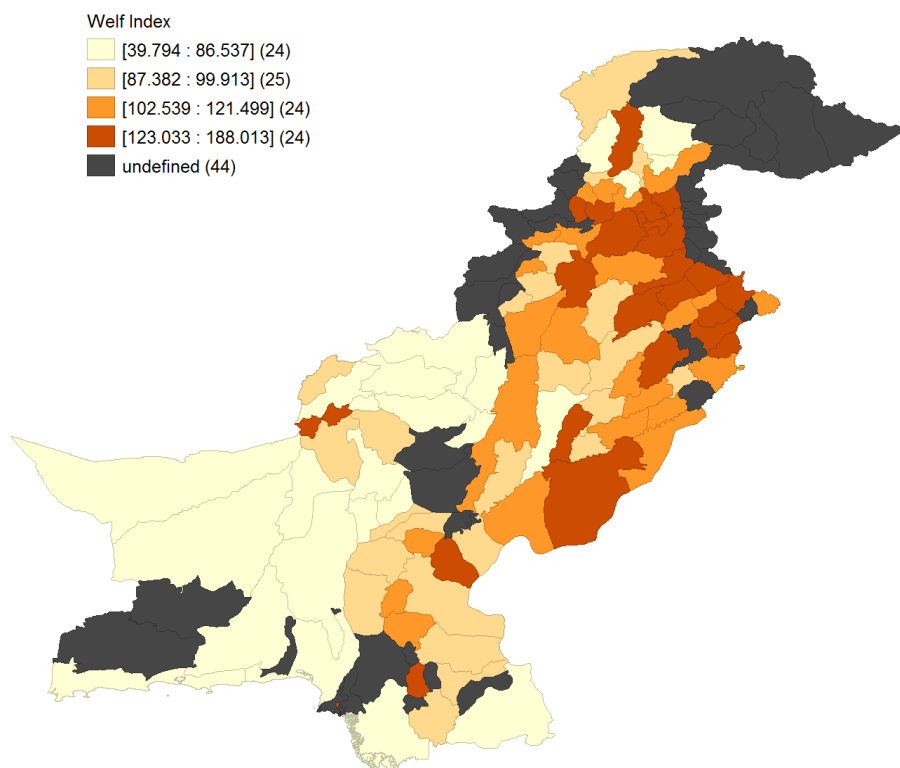 Welf Index
[39.794 : 86.537] (24)
[87.382 : 99.913] (25)
[102.539 : 121.499] (24)
[123.033 : 188.013] (24)
undefined (44)